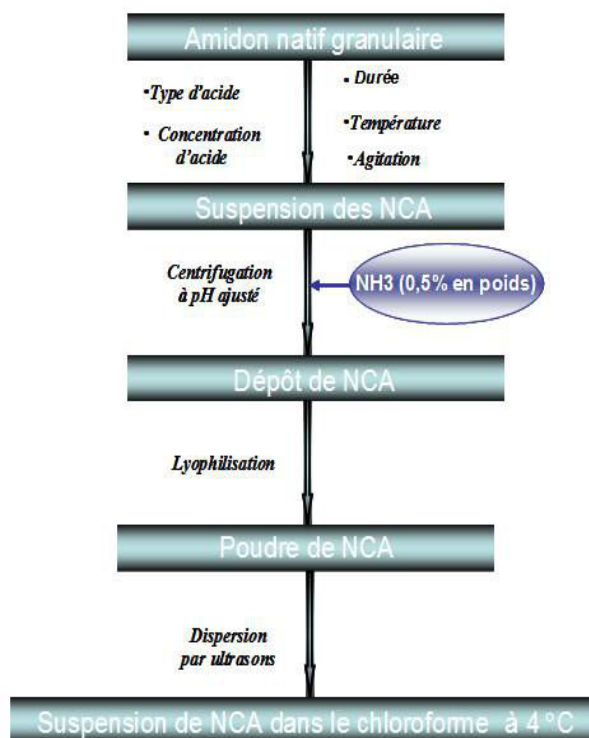 Amidon natif granulaire
•Type d'acide
• Concentration
d'acide
• Durée
•Température
•Agitation
Suspension des NCA
Centrifugation
à pH ajusté
NH3 (0,5% en poids)
Dépôt de NCA
Lyophilisation
Poudre de NCA
Dispersion
par ultrasons
Suspension de NCA dans le chloroforme à 4 °C